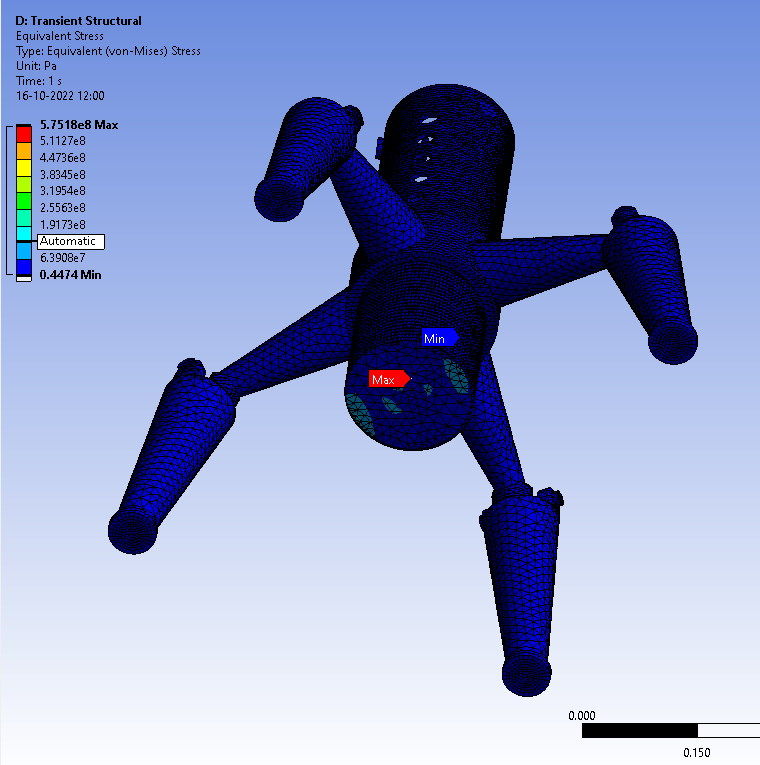 D: Transient Structural
Equivalent Stress
Type: Equivalent (von-Mises) Stress
Unit: Pa
Time: 1 s
16-10-2022 12:00
5.7518e8 Max
5.1127e8
4.4736e8
3.8345e8
3.1954e8
2.5563e8
1.9173e8
Automatic
6.3908e7
0.4474 Min
Min
Max
0.000
0.150